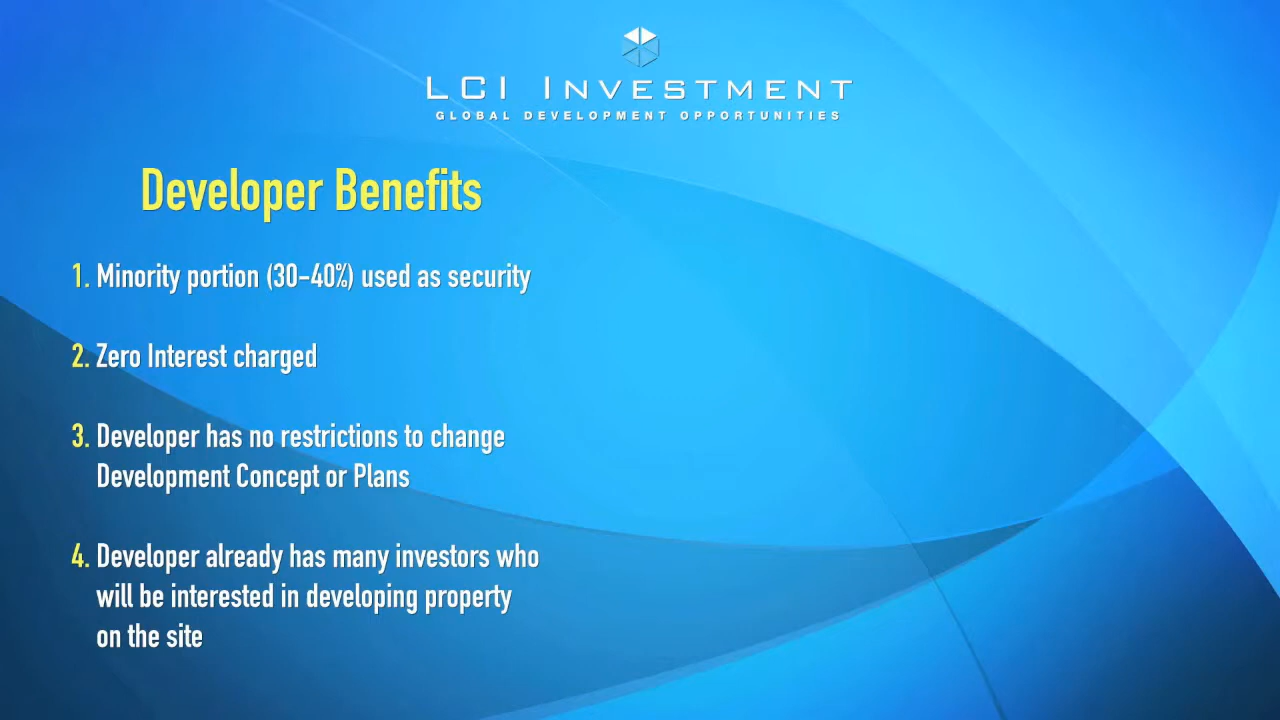 LCI INVESTMENT
GLOBAL DEVELOPMENT OPPORTUNITIES
Developer Benefits
1. Minority portion (30-40%) used as security
2. Zero Interest charged
3. Developer has no restrictions to change
Development Concept or Plans
4. Developer already has many investors who
will be interested in developing property
on the site